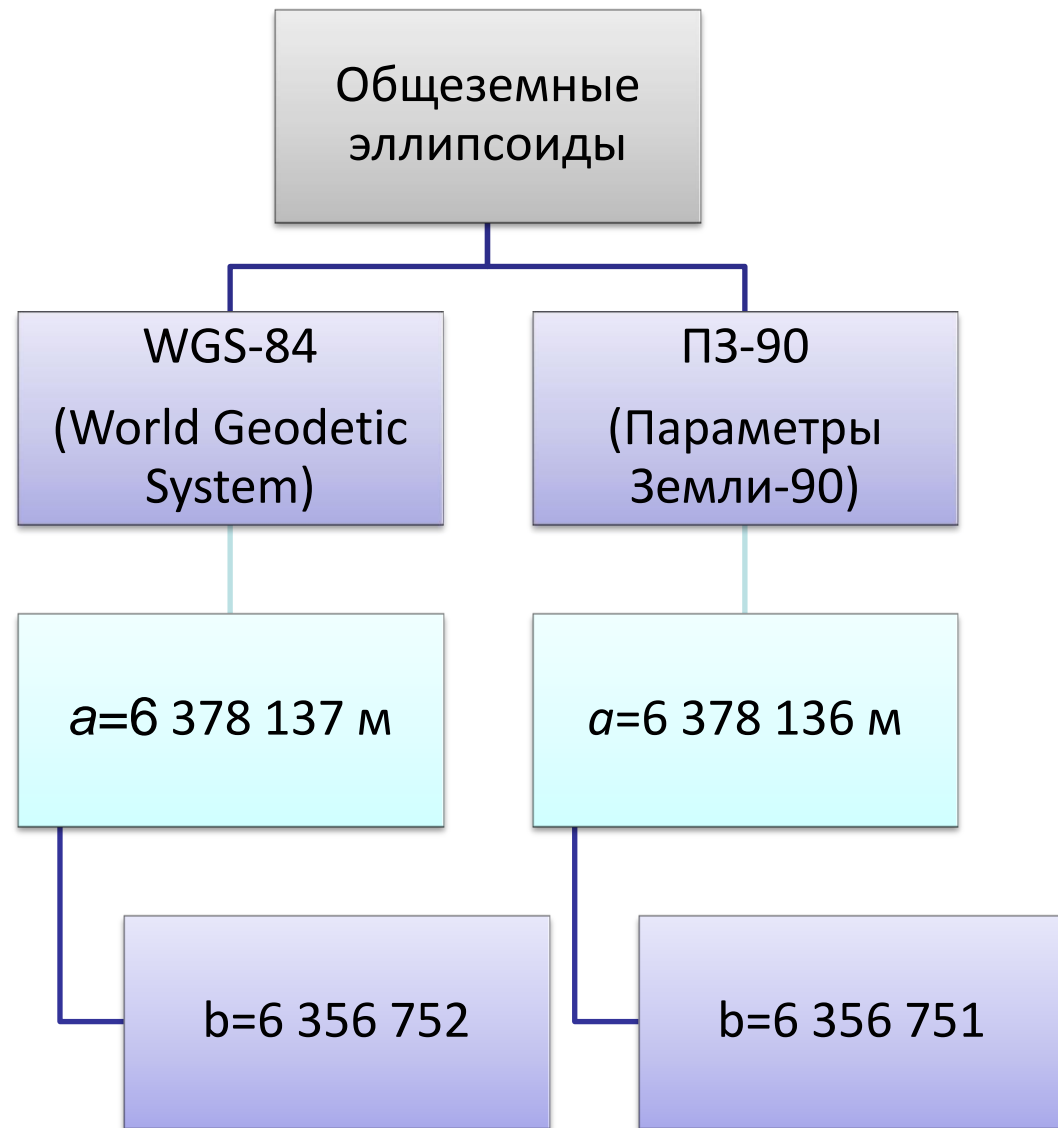 Общеземные
эллипсоиды
WGS-84
(World Geodetic
System)
ПЗ-90
(Параметры
Земли-90)
a=6 378 137 м
a=6 378 136 м
b=6 356 752
b=6 356 751